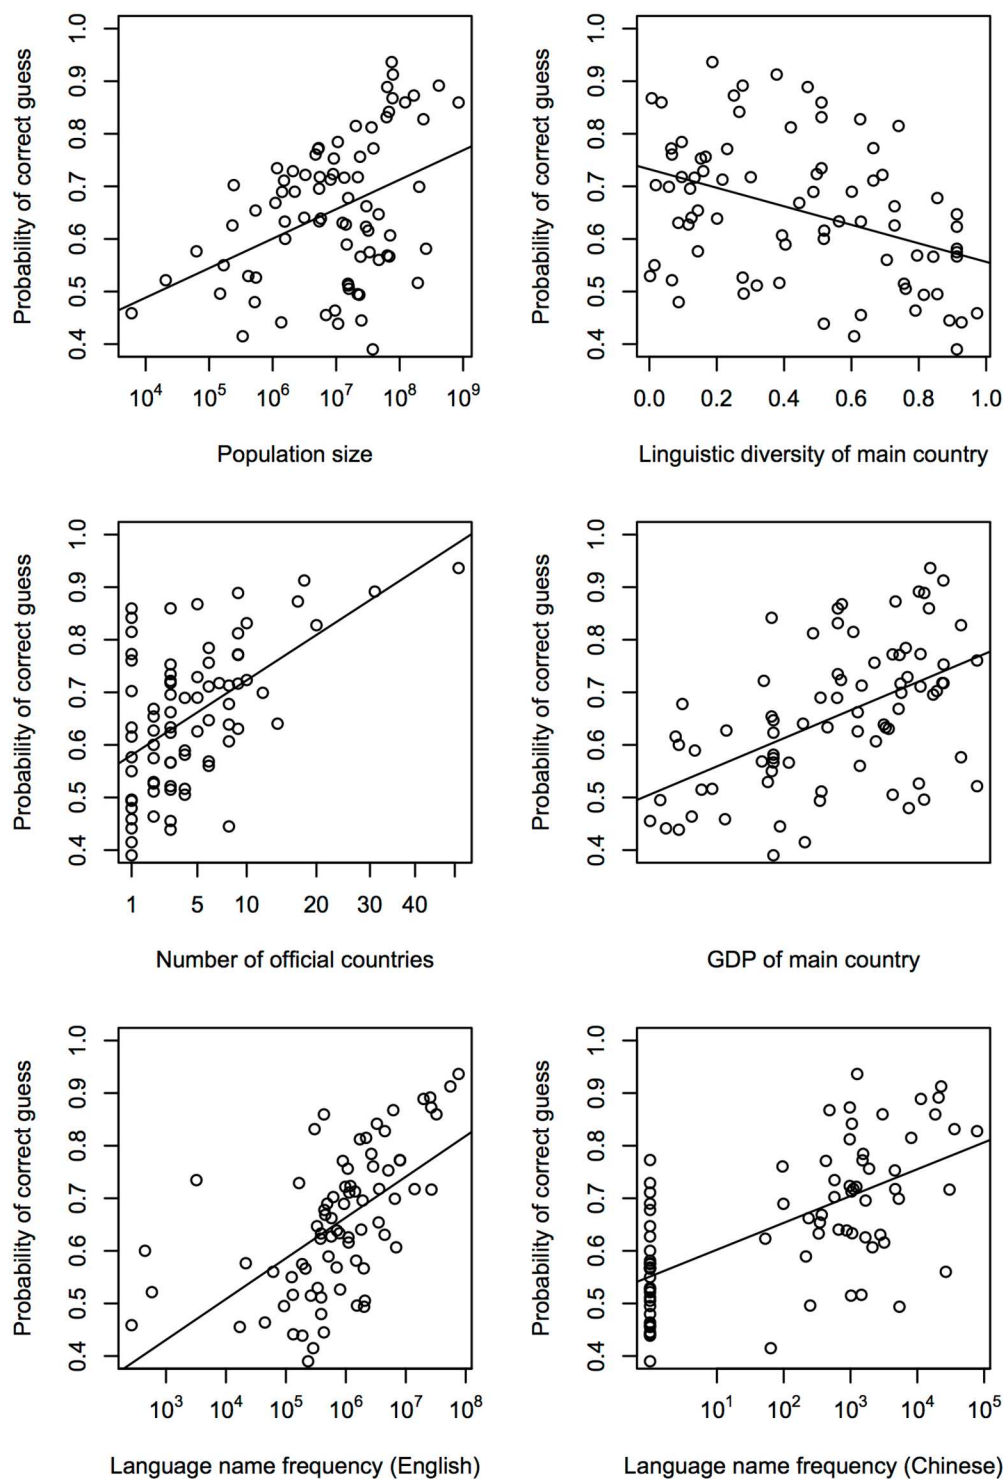 Probability of correct guess
1.0
0.9
0.8
0.7
0.6
0.5
0.4
10^4 10^5 10^6 10^7 10^8 10^9
Population size
Probability of correct guess
1.0
0.9
0.8
0.7
0.6
0.5
0.4
0.0 0.2 0.4 0.6 0.8 1.0
Linguistic diversity of main country
Probability of correct guess
1.0
0.9
0.8
0.7
0.6
0.5
0.4
1 5 10 20 30 40
Number of official countries
Probability of correct guess
1.0
0.9
0.8
0.7
0.6
0.5
0.4
GDP of main country
Probability of correct guess
1.0
0.9
0.8
0.7
0.6
0.5
0.4
10^3 10^4 10^5 10^6 10^7 10^8
Language name frequency (English)
Probability of correct guess
1.0
0.9
0.8
0.7
0.6
0.5
0.4
10^1 10^2 10^3 10^4 10^5
Language name frequency (Chinese)